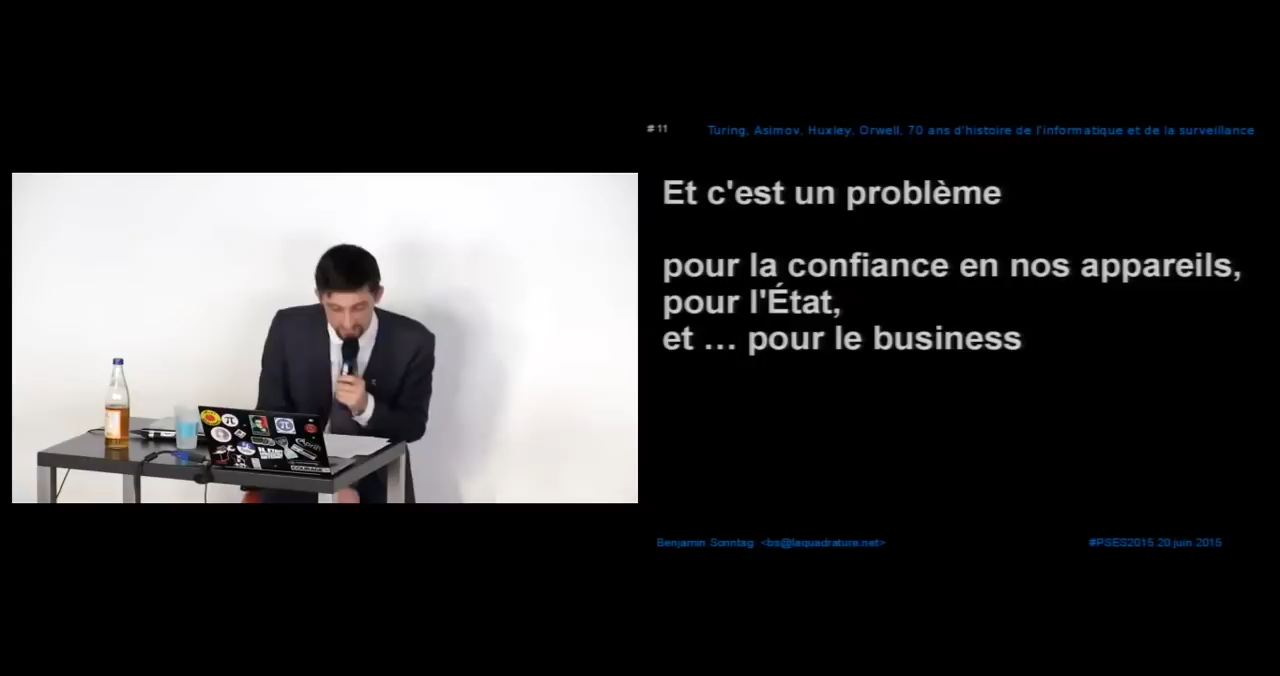 #11
Turing, Asimov, Huxley, Orwell, 70 ans d'histoire de l'informatique et de la surveillance
Et c'est un problème
pour la confiance en nos appareils,
pour l'État,
et … pour le business
Benjamin Sonntag <bs@laquadrature.net>
#PSES2015 20 juin 2015
π
π